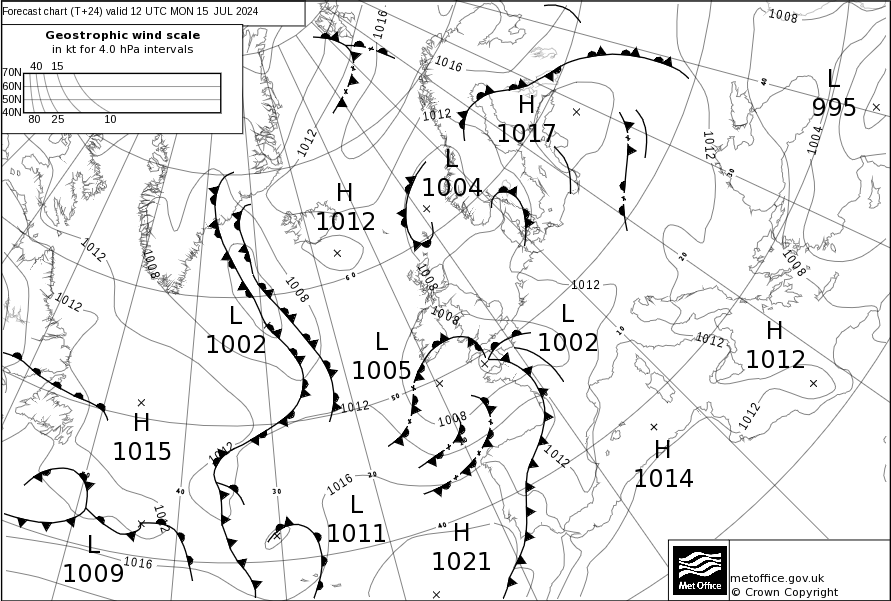 Forecast chart (T+24) valid 12 UTC MON 15 JUL 2024
Geostrophic wind scale
in kt for 4.0 hPa intervals
40 15
70N
60N
50N
40N
80 25 10
1016
1008
1016
L
995
40
H
1017
1012
1012
1012
1004
L
1004
30
H
1012
1012
1008
60
1008
20
1008
1012
1012
1008
1008
L
1002
L
1002
10
1012
H
1012
L
1005
50
1012
1008
1012
H
1015
1012
1012
H
1014
20
1016
40
30
L
1011
1012
40
H
1021
L
1009
1016
Met Office
metoffice.gov.uk
© Crown Copyright